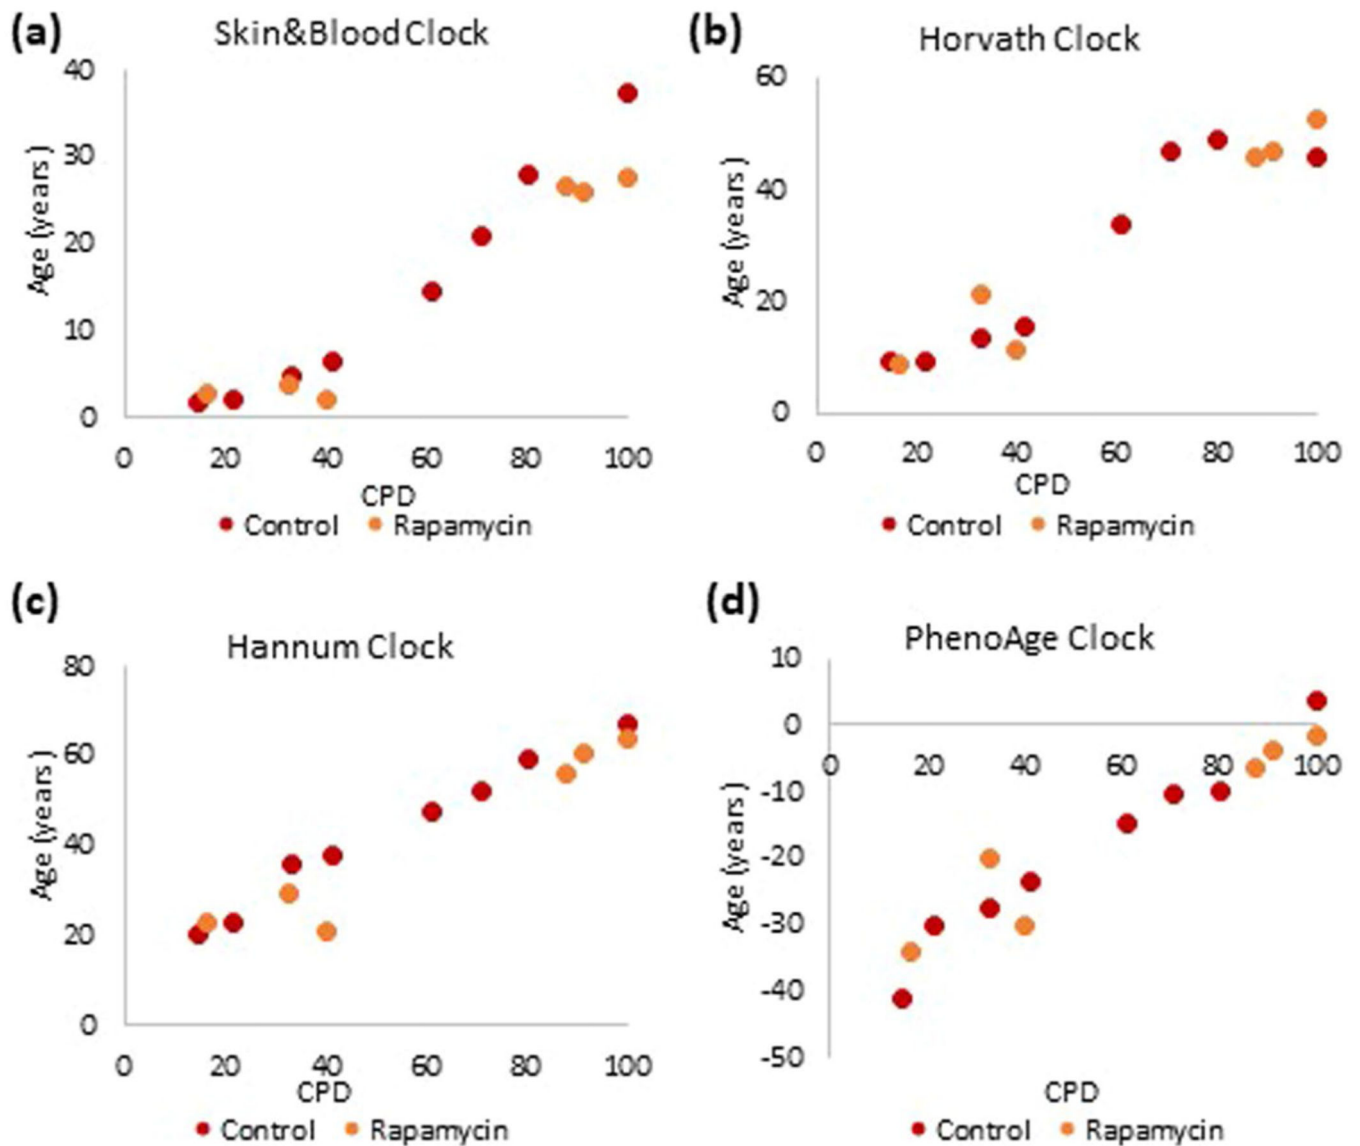 (a)
Skin&Blood Clock
40
30
20
10
0
Age (years)
0 20 40 60 80 100
CPD
Control Rapamycin
(b)
Horvath Clock
60
40
20
0
Age (years)
0 20 40 60 80 100
CPD
Control Rapamycin
(c)
Hannum Clock
80
60
40
20
0
Age (years)
0 20 40 60 80 100
CPD
Control Rapamycin
(d)
PhenoAge Clock
10
0
-10
-20
-30
-40
-50
Age (years)
0 20 40 60 80 100
CPD
Control Rapamycin